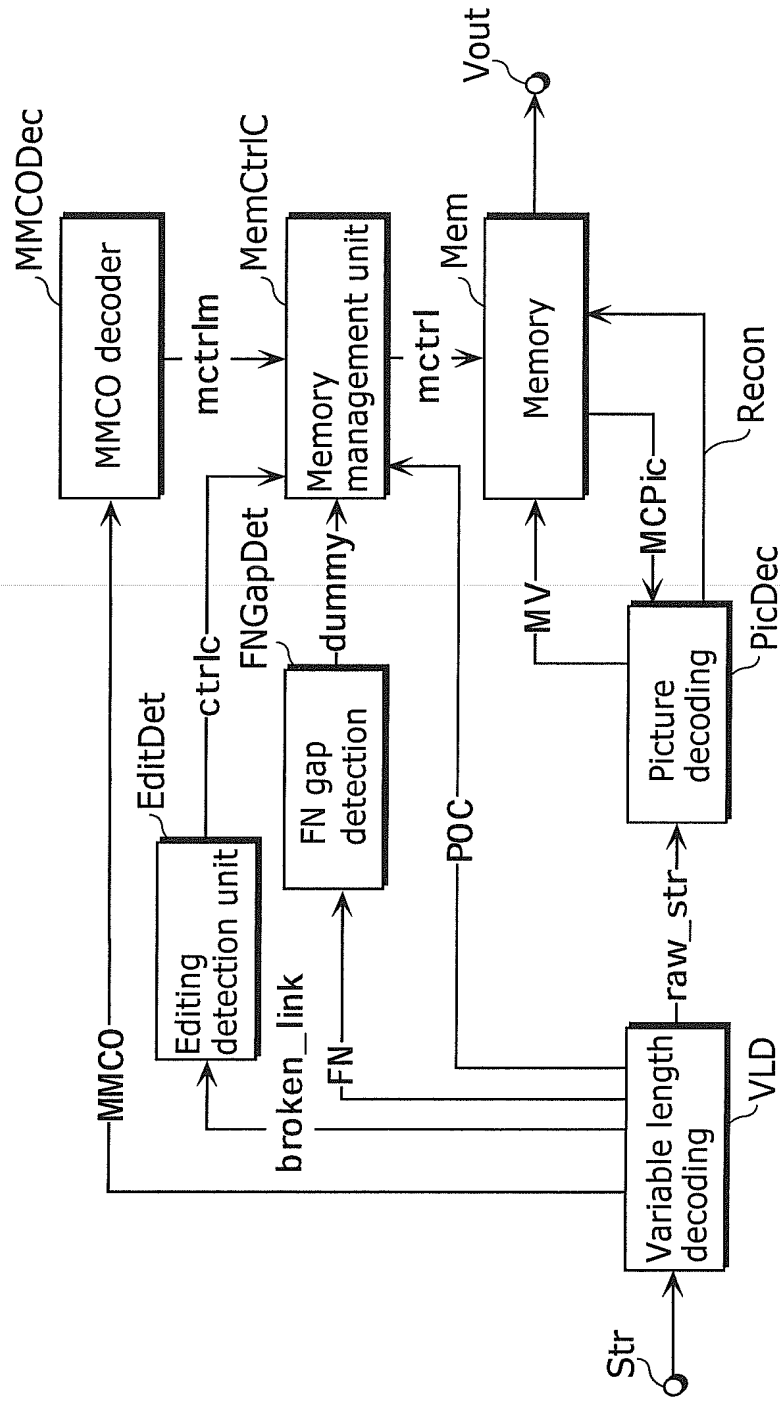 MMCODec
MMCO decoder
MMCO
mctrlm
EditDet
Editing
detection unit
ctrlc
MemCtrlC
Memory
management unit
broken_link
FNGapDet
FN gap
detection
dummy
FN
mctrl
POC
Mem
Memory
Vout
MV
MCPic
Recon
Str
Variable length
decoding
VLD
raw_str
Picture
decoding
PicDec